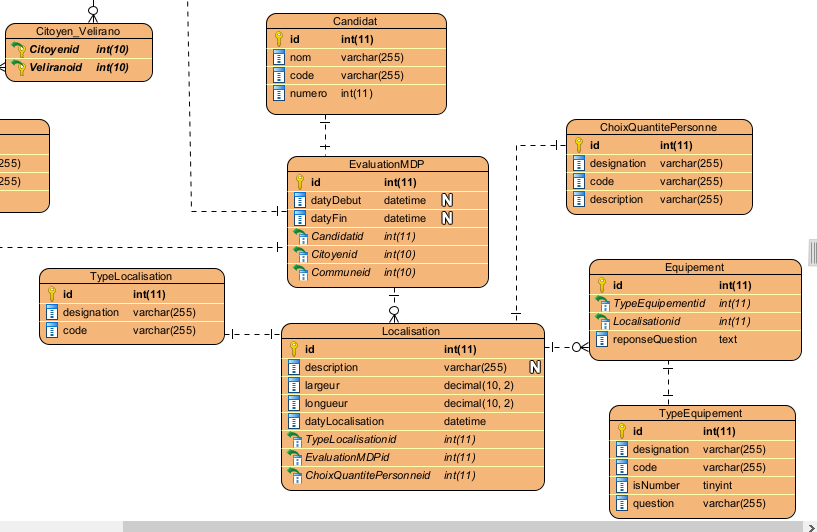 Citoyen_Velirano
Citoyenid int(10)
Veliranoid int(10)
255)
255)
Candidat
id int(11)
nom varchar(255)
code varchar(255)
numero int(11)
ChoixQuantitePersonne
id int(11)
designation varchar(255)
code varchar(255)
description varchar(255)
EvaluationMDP
id int(11)
datyDebut datetime N
datyFin datetime N
Candidatid int(11)
Citoyenid int(10)
Communeid int(10)
TypeLocalisation
id int(11)
designation varchar(255)
code varchar(255)
Equipement
id int(11)
TypeEquipementid int(11)
Localisationid int(11)
reponseQuestion text
Localisation
id int(11)
description varchar(255) N
largeur decimal(10, 2)
longueur decimal(10, 2)
datyLocalisation datetime
TypeLocalisationid int(11)
EvaluationMDPid int(11)
ChoixQuantitePersonneid int(11)
TypeEquipement
id int(11)
designation varchar(255)
code varchar(255)
isNumber tinyint
question varchar(255)